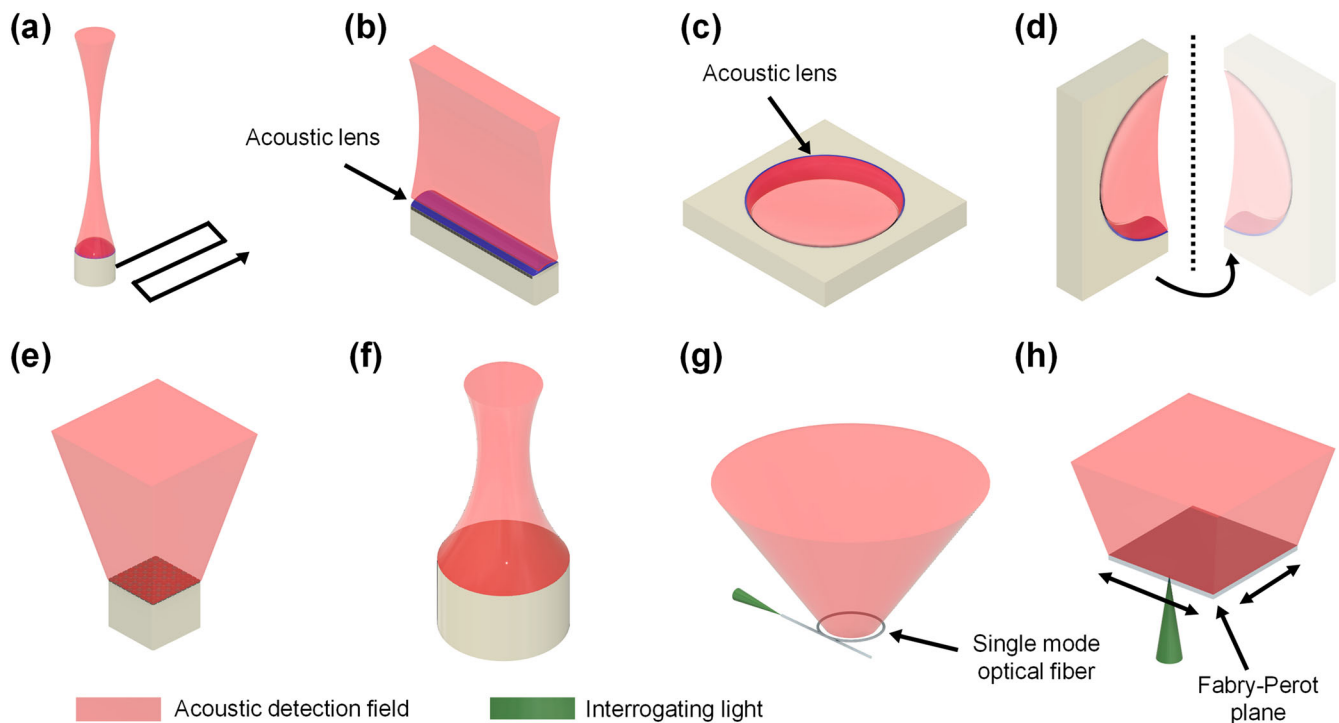 (a)
(b)
(c)
(d)
Acoustic lens
Acoustic lens
(e)
(f)
(g)
(h)
Single mode
optical fiber
Fabry-Perot
plane
Acoustic detection field
Interrogating light